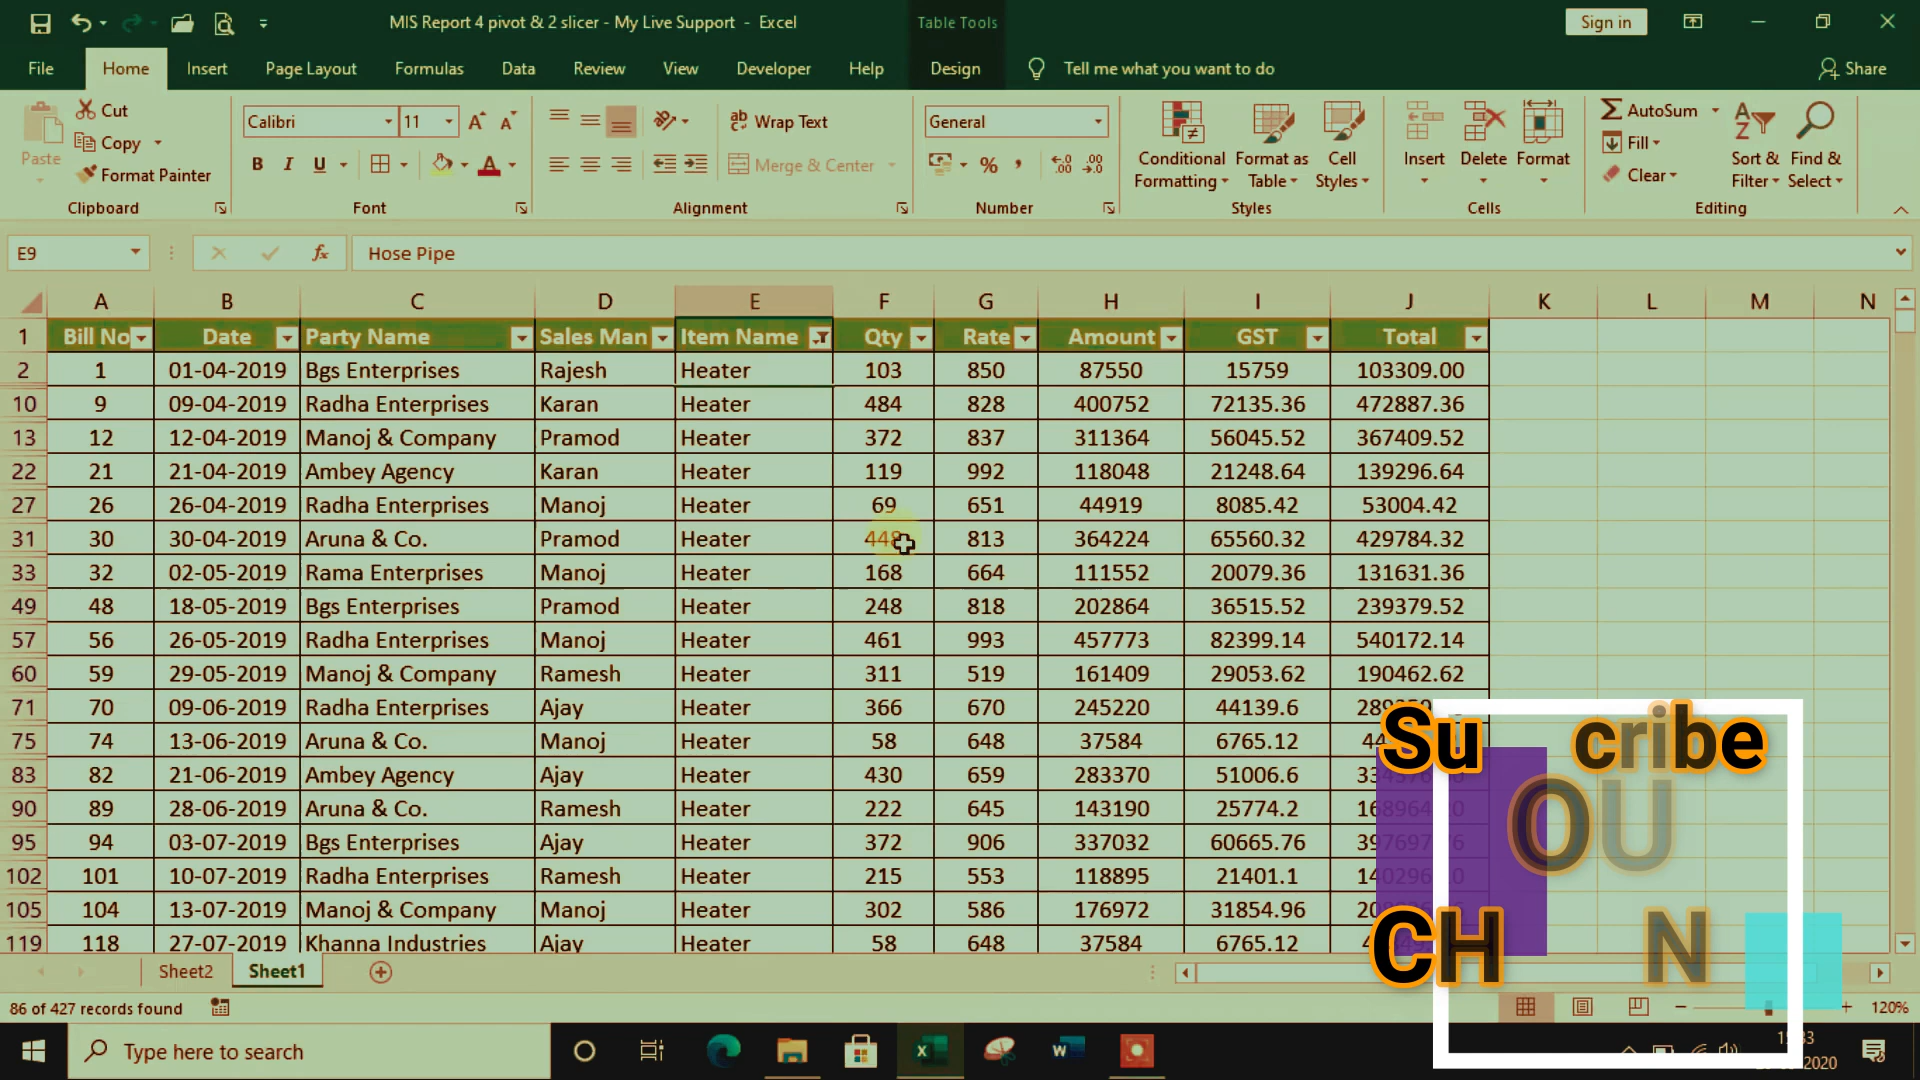 MIS Report 4 pivot & 2 slicer - My Live Support - Excel
Table Tools
Sign in
File Home Insert Page Layout Formulas Data Review View Developer Help Design Tell me what you want to do Share
Cut
Copy
Format Painter
Paste
Clipboard
Calibri 11
B I U
Font
Wrap Text
Merge & Center
Alignment
General
%
Number
Conditional Formatting
Format as Table
Cell Styles
Styles
Insert Delete Format
Cells
AutoSum
Fill
Clear
Sort & Filter
Find & Select
Editing
E9 fx Hose Pipe
A B C D E F G H I J K L M N
1 Bill No Date Party Name Sales Man Item Name Qty Rate Amount GST Total
2 1 01-04-2019 Bgs Enterprises Rajesh Heater 103 850 87550 15759 103309.00
10 9 09-04-2019 Radha Enterprises Karan Heater 484 828 400752 72135.36 472887.36
13 12 12-04-2019 Manoj & Company Pramod Heater 372 837 311364 56045.52 367409.52
22 21 21-04-2019 Ambey Agency Karan Heater 119 992 118048 21248.64 139296.64
27 26 26-04-2019 Radha Enterprises Manoj Heater 69 651 44919 8085.42 53004.42
31 30 30-04-2019 Aruna & Co. Pramod Heater 448 813 364224 65560.32 429784.32
33 32 02-05-2019 Rama Enterprises Manoj Heater 168 664 111552 20079.36 131631.36
49 48 18-05-2019 Bgs Enterprises Pramod Heater 248 818 202864 36515.52 239379.52
57 56 26-05-2019 Radha Enterprises Manoj Heater 461 993 457773 82399.14 540172.14
60 59 29-05-2019 Manoj & Company Ramesh Heater 311 519 161409 29053.62 190462.62
71 70 09-06-2019 Radha Enterprises Ajay Heater 366 670 245220 44139.6
75 74 13-06-2019 Aruna & Co. Manoj Heater 58 648 37584 6765.12
83 82 21-06-2019 Ambey Agency Ajay Heater 430 659 283370 51006.6
90 89 28-06-2019 Aruna & Co. Ramesh Heater 222 645 143190 25774.2
95 94 03-07-2019 Bgs Enterprises Ajay Heater 372 906 337032 60665.76
102 101 10-07-2019 Radha Enterprises Ramesh Heater 215 553 118895 21401.1
105 104 13-07-2019 Manoj & Company Manoj Heater 302 586 176972 31854.96
119 118 27-07-2019 Khanna Industries Ajay Heater 58 648 37584 6765.12
Su cribe
OU
CH N
Sheet2 Sheet1
86 of 427 records found
120%
Type here to search